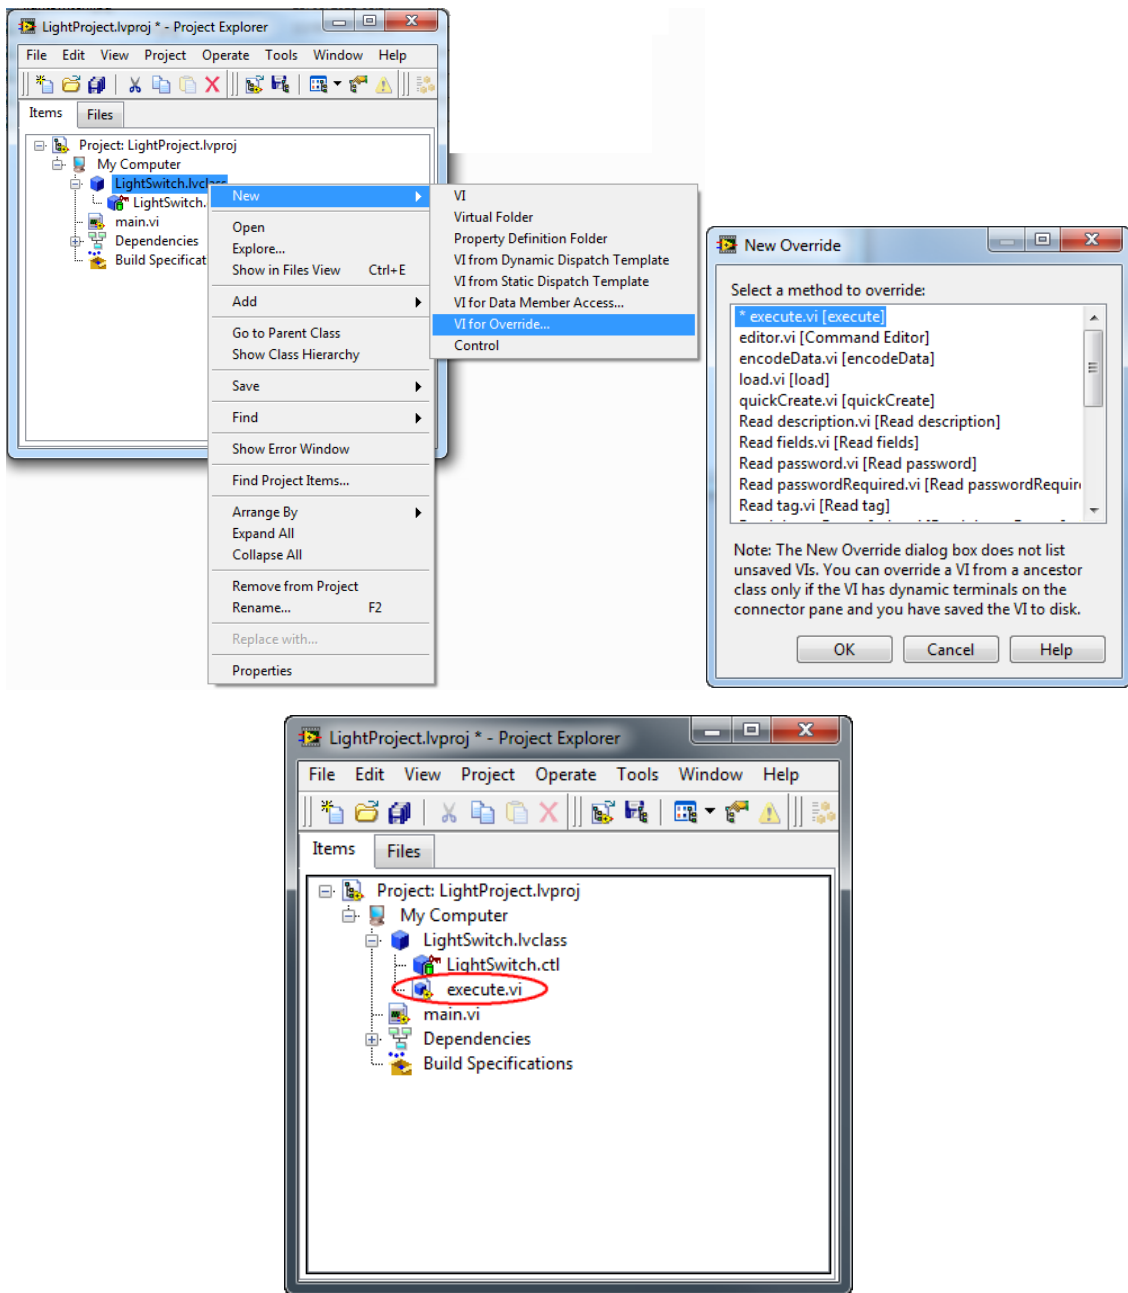 LightProject.lvproj * - Project Explorer
File Edit View Project Operate Tools Window Help
Items Files
Project: LightProject.lvproj
My Computer
LightSwitch.lvclass
LightSwitch.
main.vi
Dependencies
Build Specificat
New
Open
Explore...
Show in Files View Ctrl+E
Add
Go to Parent Class
Show Class Hierarchy
Save
Find
Show Error Window
Find Project Items...
Arrange By
Expand All
Collapse All
Remove from Project
Rename... F2
Replace with...
Properties
VI
Virtual Folder
Property Definition Folder
VI from Dynamic Dispatch Template
VI from Static Dispatch Template
VI for Data Member Access...
VI for Override...
Control
New Override
Select a method to override:
* execute.vi [execute]
editor.vi [Command Editor]
encodeData.vi [encodeData]
load.vi [load]
quickCreate.vi [quickCreate]
Read description.vi [Read description]
Read fields.vi [Read fields]
Read password.vi [Read password]
Read passwordRequired.vi [Read passwordRequire
Read tag.vi [Read tag]
Note: The New Override dialog box does not list
unsaved VIs. You can override a VI from a ancestor
class only if the VI has dynamic terminals on the
connector pane and you have saved the VI to disk.
OK Cancel Help
LightProject.lvproj * - Project Explorer
File Edit View Project Operate Tools Window Help
Items Files
Project: LightProject.lvproj
My Computer
LightSwitch.lvclass
LightSwitch.ctl
execute.vi
main.vi
Dependencies
Build Specifications